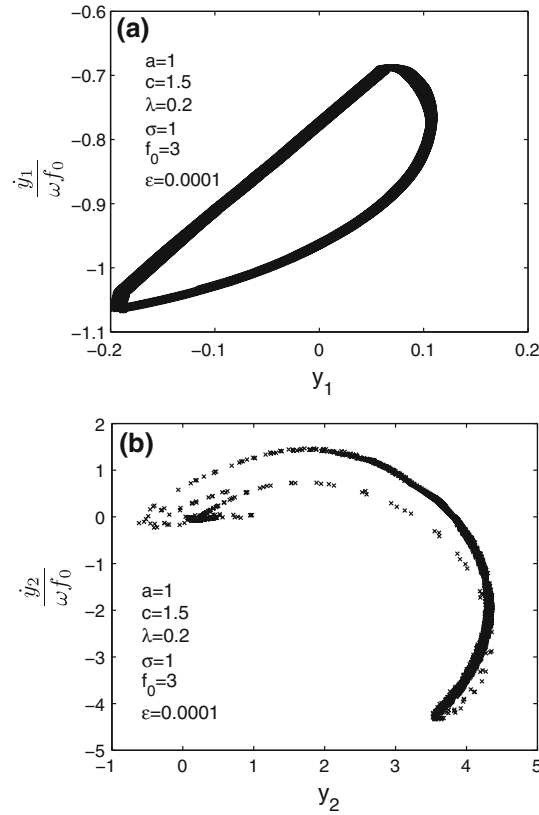 (a)
a=1
c=1.5
λ=0.2
σ=1
f₀=3
ε=0.0001
-0.6
-0.7
-0.8
-0.9
-1
-1.1
ẏ₁
ωf₀
-0.2 -0.1 0 0.1 0.2
y₁
(b)
a=1
c=1.5
λ=0.2
σ=1
f₀=3
ε=0.0001
2
1
0
-1
-2
-3
-4
-5
ẏ₂
ωf₀
-1 0 1 2 3 4 5
y₂